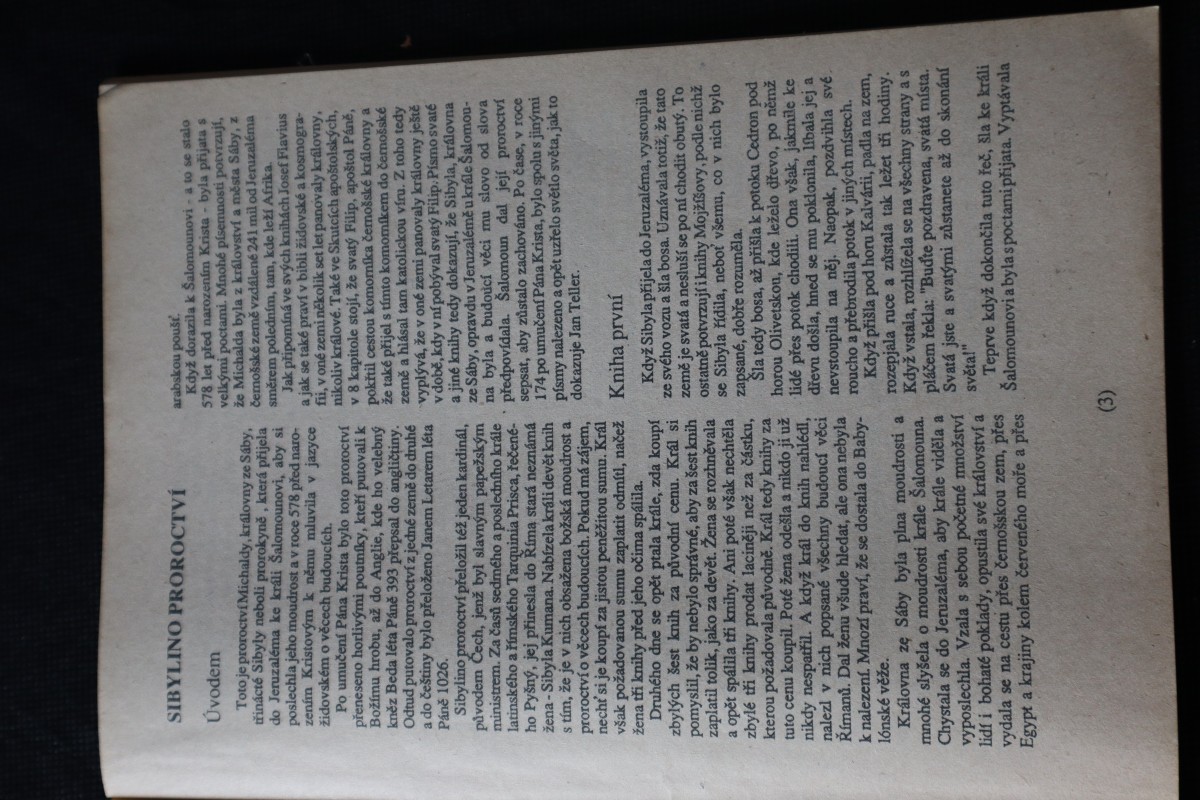 SIBYLINO PROROCTVÍ
Úvodem
Toto je proroctví Michaldy, královny ze Sáby,
třinácté Sibyly neboli prorokyně , která přijela
do Jeruzaléma ke králi Šalomounovi, aby si
poslechla jeho moudrost a v roce 578 před naro-
zením Kristovým k němu mluvila v jazyce
židovském o věcech budoucích.
Po umučení Pána Krista bylo toto proroctví
přeneseno horlivými poutníky, kteří putovali k
Božímu hrobu, až do Anglie, kde ho velebný
kněz Beda léta Páně 393 přepsal do angličtiny.
Odtud putovalo proroctví z jedné země do druhé
a do češtiny bylo přeloženo Janem Letarem léta
Páně 1026.
Sibylino proroctví přeložil též jeden kardinál,
původem Čech, jenž byl slavným papežským
ministrem. Za časů sedmého a posledního krále
latinského a římského Tarquinia Prisca, řečené-
ho Pyšný, jej přinesla do Říma stará neznámá
žena - Sibyla Kumana. Nabízela králi devět knih
s tím, že je v nich obsažena božská moudrost a
proroctví o věcech budoucích. Pokud má zájem,
nechť si je koupí za jistou peněžitou sumu. Král
však požadovanou sumu zaplatit odmítl, načež
žena tři knihy před jeho očima spálila.
Druhého dne se opět ptala krále, zda koupí
zbylých šest knih za původní cenu. Král si
pomyslil, že by nebylo správné, aby za šest knih
zaplatil tolik, jako za devět. Žena se rozhněvala
a opět spálila tři knihy. Ani poté však nechtěla
zbylé tři knihy prodat laciněji než za částku,
kterou požadovala původně. Král tedy knihy za
tuto cenu koupil. Poté žena odešla a nikdo ji už
nikdy nespatřil. A když král do knih nahlédl,
nalezl v nich popsané všechny budoucí věci
Římanů. Dal ženu všude hledat, ale ona nebyla
k nalezení. Mnozí praví, že se dostala do Baby-
lónské věže.
Královna ze Sáby byla plna moudrosti a
mnohé slyšela o moudrosti krále Šalomouna.
Chystala se do Jeruzaléma, aby krále viděla a
vyposlechla. Vzala s sebou početné množství
lidí i bohaté poklady, opustila své království a
vydala se na cestu přes černošskou zem, přes
Egypt a krajiny kolem červeného moře a přes
arabskou poušť.
Když dorazila k Šalomounovi - a to se stalo
578 let před narozením Krista - byla přijata s
velkými poctami. Mnohé písemnosti potvrzují,
že Michalda byla z království a města Sáby, z
černošské země vzdálené 241 mil od Jeruzaléma
směrem poledním, tam, kde leží Afrika.
Jak připomíná ve svých knihách Josef Flavius
a jak se také praví v bibli židovské a kosmogra-
fii, v oné zemi několik set let panovaly královny,
nikoliv králové. I také ve Skutcích apoštolských,
v 8 kapitole stojí, že svatý Filip, apoštol Páně,
pokřtil cestou komorníka černošské královny a
že také přijel s tímto komorníkem do černošské
země a hlásal tam katolickou víru. Z toho tedy
vyplývá, že v oné zemi panovaly královny ještě
v době, kdy v ní pobýval svatý Filip. Písmo svaté
a jiné knihy tedy dokazují, že Sibyla, královna
ze Sáby, opravdu v Jeruzalémě u krále Šalomou-
na byla a budoucí věci mu slovo od slova
předpovídala. Šalomoun dal její proroctví
sepsat, aby zůstalo zachováno. Po čase, v roce
174 po umučení Pána Krista, bylo spolu s jinými
písmy nalezeno a opět uzřelo světlo světa, jak to
dokazuje Jan Teller.
Kniha první
Když Sibyla přijela do Jeruzaléma, vystoupila
ze svého vozu a šla bosa. Uznávala totiž, že tato
země je svatá a nesluší se po ní chodit obutý. To
ostatně potvrzují i knihy Mojžíšovy, podle nichž
se Sibyla řídila, neboť všemu, co v nich bylo
zapsané, dobře rozuměla.
Šla tedy bosa, až přišla k potoku Cedron pod
horou Olivetskou, kde leželo dřevo, po němž
lidé přes potok chodili. Ona však, jakmile ke
dřevu došla, hned se mu poklonila, líbala jej a
nevstoupila na něj. Naopak, pozdvihla své
roucho a přebrodila potok v jiných místech.
Když přišla pod horu Kalvárii, padla na zem,
rozepjala ruce a zůstala tak ležet tři hodiny.
Když vstala, rozhlížela se na všechny strany a s
pláčem řekla: "Buďte pozdravena, svatá místa.
Svatá jste a svatými zůstanete až do skonání
světa!"
Teprve když dokončila tuto řeč, šla ke králi
Šalomounovi a byla s poctami přijata. Vyptávala
(3)